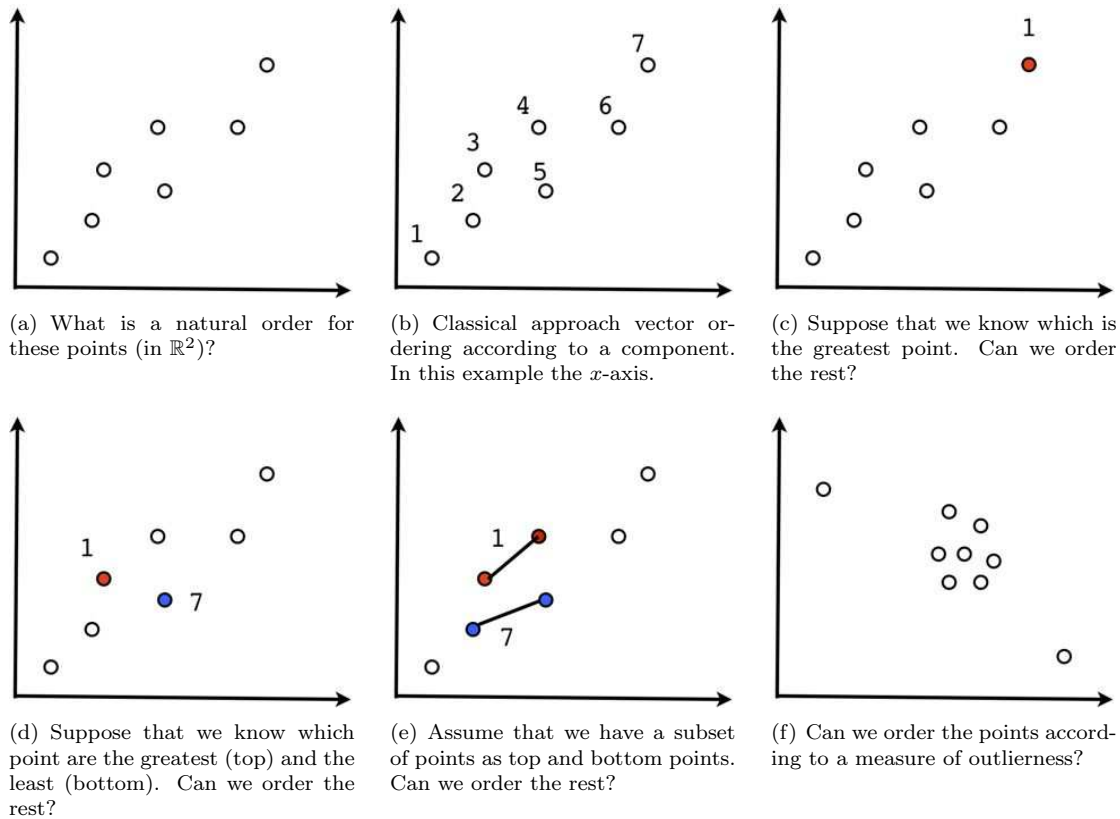 1
7
4
6
3
5
2
1
(a) What is a natural order for
these points (in ℝ²)?
(b) Classical approach vector or-
dering according to a component.
In this example the x-axis.
(c) Suppose that we know which is
the greatest point. Can we order
the rest?
1
7
1
7
(d) Suppose that we know which
point are the greatest (top) and the
least (bottom). Can we order the
rest?
(e) Assume that we have a subset
of points as top and bottom points.
Can we order the rest?
(f) Can we order the points accord-
ing to a measure of outlierness?